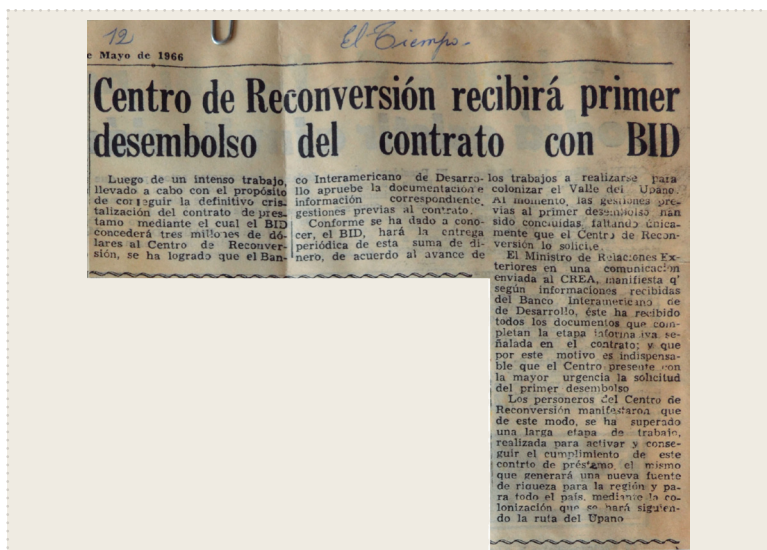 12
El Tiempo-
e Mayo de 1966
Centro de Reconversión recibirá primer
desembolso del contrato con BID
Luego de un intenso trabajo,
llevado a cabo con el propósito
de conseguir la definitivo cris-
talización del contrato de pres-
tamo mediante el cual el BID
concederá tres millones de dó-
lares al Centro de Reconver-
sión, se ha logrado que el Ban-
co Interamericano de Desarro-
llo apruebe la documentación e
información correspondiente,
gestiones previas al contrato.
Conforme se ha dado a cono-
cer, el BID, hará la entrega
periódica de esta suma de di-
nero, de acuerdo al avance de
los trabajos a realizarse para
colonizar el Valle del Upano.
Al momento, las gestiones pre-
vias al primer desembolso han
sido concluidas, faltando única-
mente que el Centro de Recon-
versión lo solicite.
El Ministro de Relaciones Ex-
teriores en una comunicación
enviada al CREA, manifiesta q'
según informaciones recibidas
del Banco Interamericano de
de Desarrollo, éste ha recibido
todos los documentos que com-
pletan la etapa informativa se-
ñalada en el contrato; y que
por este motivo es indispensa-
ble que el Centro presente con
la mayor urgencia la solicitud
del primer desembolso
Los personeros del Centro de
Reconversión manifestaron que
de este modo, se ha superado
una larga etapa de trabajo,
realizada para activar y conse-
guir el cumplimiento de este
contrto de préstamo, el mismo
que generará una nueva fuente
de riqueza para la región y pa-
ra todo el país, mediante la co-
lonización que se hará siguien-
do la ruta del Upano